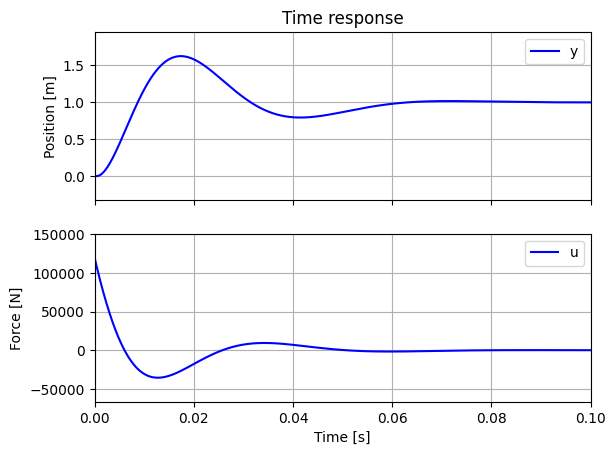 Time response
Position [m]
1.5
1.0
0.5
0.0
y
Force [N]
150000
100000
50000
0
−50000
u
0.00 0.02 0.04 0.06 0.08 0.10
Time [s]